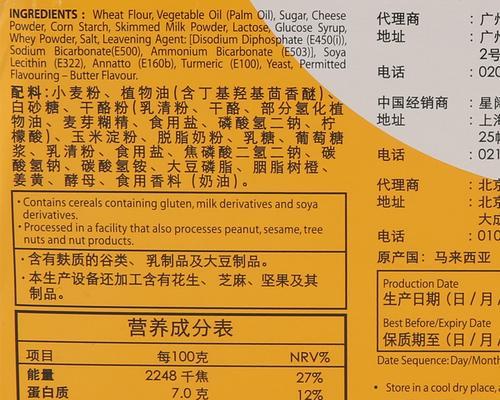 INGREDIENTS : Wheat Flour, Vegetable Oil (Palm Oil), Sugar, Cheese
Powder, Corn Starch, Skimmed Milk Powder, Lactose, Glucose Syrup,
Whey Powder, Salt, Leavening Agent: [Disodium Diphosphate (E450(i)),
Sodium Bicarbonate(E500), Ammonium Bicarbonate (E503)], Soya
Lecithin (E322), Annatto (E160b), Turmeric (E100), Yeast, Permitted
Flavouring – Butter Flavour.
配料:小麦粉、植物油(含丁基羟基茴香醚)、
白砂糖、干酪粉(乳清粉、干酪、部分氢化植
物油、麦芽糊精、食用盐、磷酸氢二钠、柠
檬酸)、玉米淀粉、脱脂奶粉、乳糖、葡萄糖
浆、乳清粉、食用盐、焦磷酸二氢二钠、碳
酸氢钠、碳酸氢铵、大豆磷脂、胭脂树橙、
姜黄、酵母、食用香料（奶油）。
· Contains cereals containing gluten, milk derivatives and soya
derivatives.
· Processed in a facility that also processes peanut, sesame, tree
nuts and nut products.
· 含有麸质的谷类、乳制品及大豆制品。
· 本生产设备还加工含有花生、芝麻、坚果及其
制品。
营养成分表
项目 每100克 NRV%
能量 2248 千焦 27%
蛋白质 7.0 克 12%
代理商 : 广州
地址 : 广州
2号
电话 : 020
中国经销商 : 星
地址 : 上海
25
电话 : 021
代理商 : 北京
地址 : 北京
大成
电话 : 010
原产国: 马来西亚
Production Date
生产日期（日 / 月 /
Best Before/Expiry Date
保质期至（日 / 月 /
Date Sequence: Day/Month
• Store in a cool dry place, a